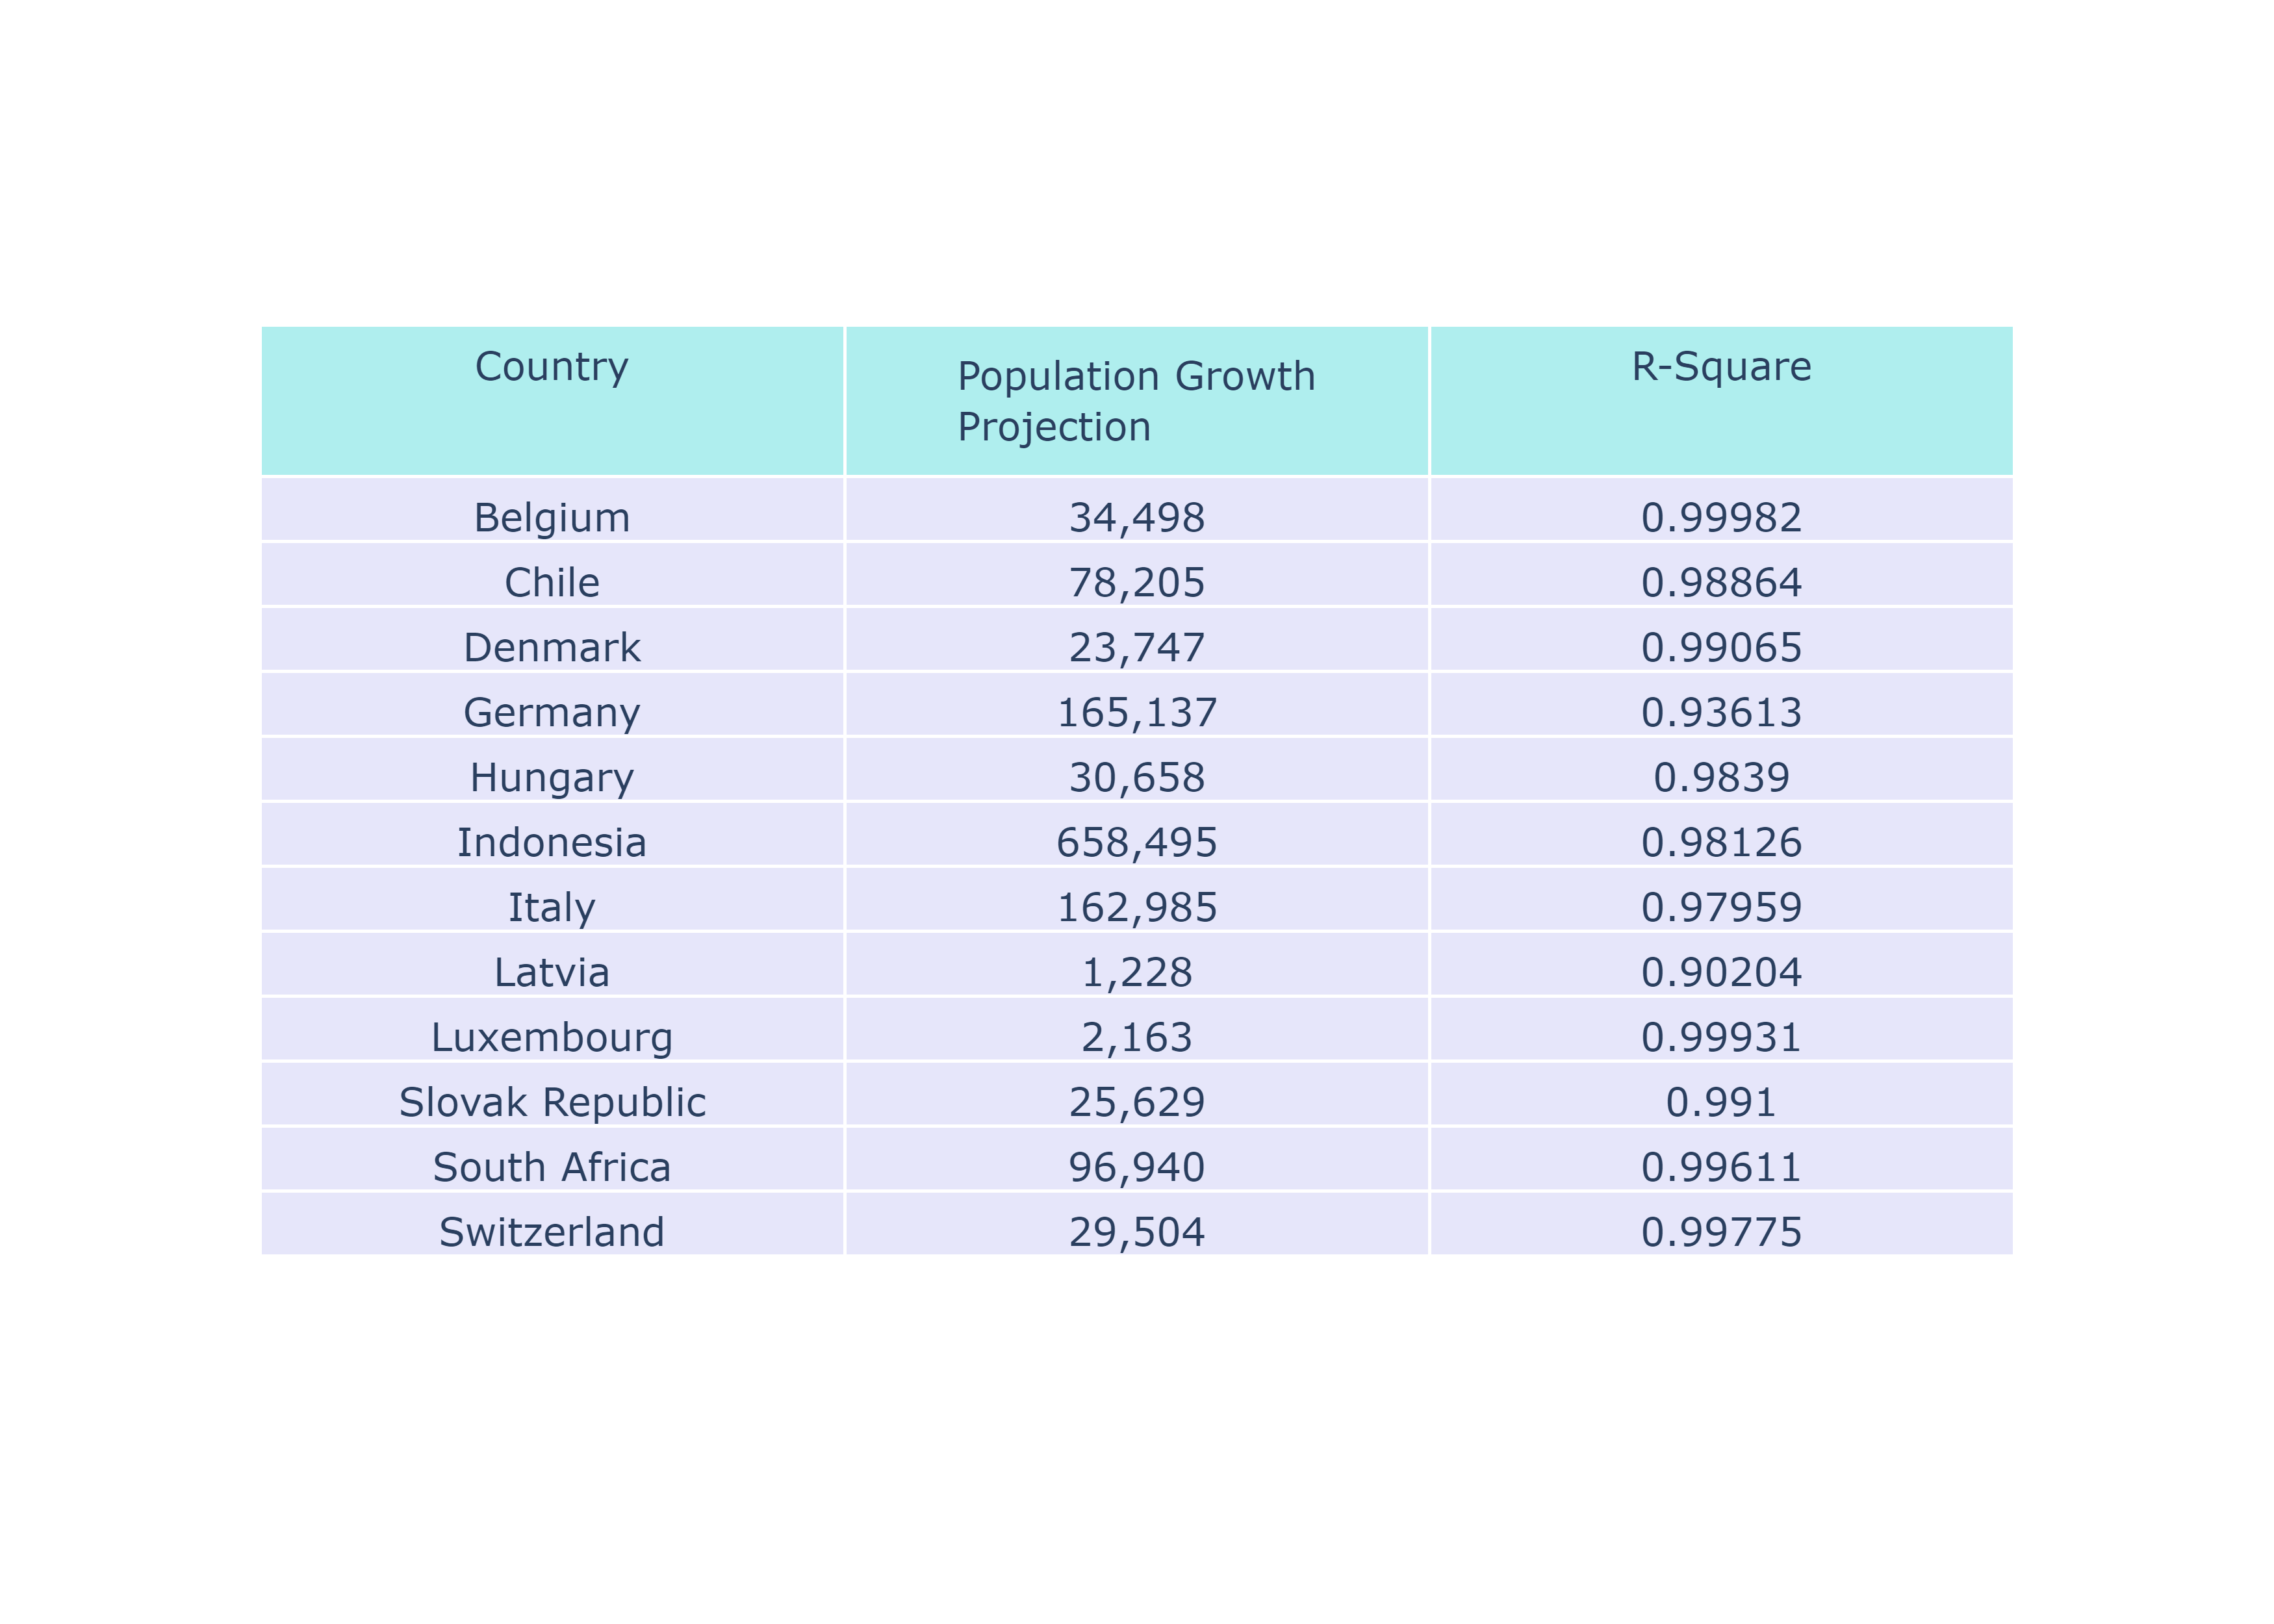 Country Population Growth Projection R-Square
Belgium 34,498 0.99982
Chile 78,205 0.98864
Denmark 23,747 0.99065
Germany 165,137 0.93613
Hungary 30,658 0.9839
Indonesia 658,495 0.98126
Italy 162,985 0.97959
Latvia 1,228 0.90204
Luxembourg 2,163 0.99931
Slovak Republic 25,629 0.991
South Africa 96,940 0.99611
Switzerland 29,504 0.99775